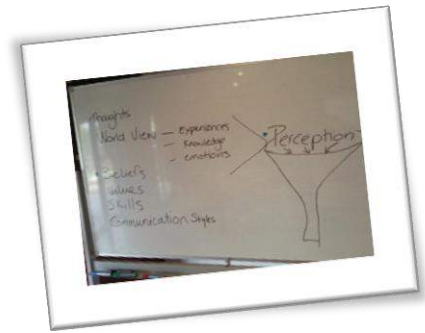 Thoughts
World View — Experiences
— Knowledge
— emotions
Perception
• Beliefs
Values
Skills
Communication Styles